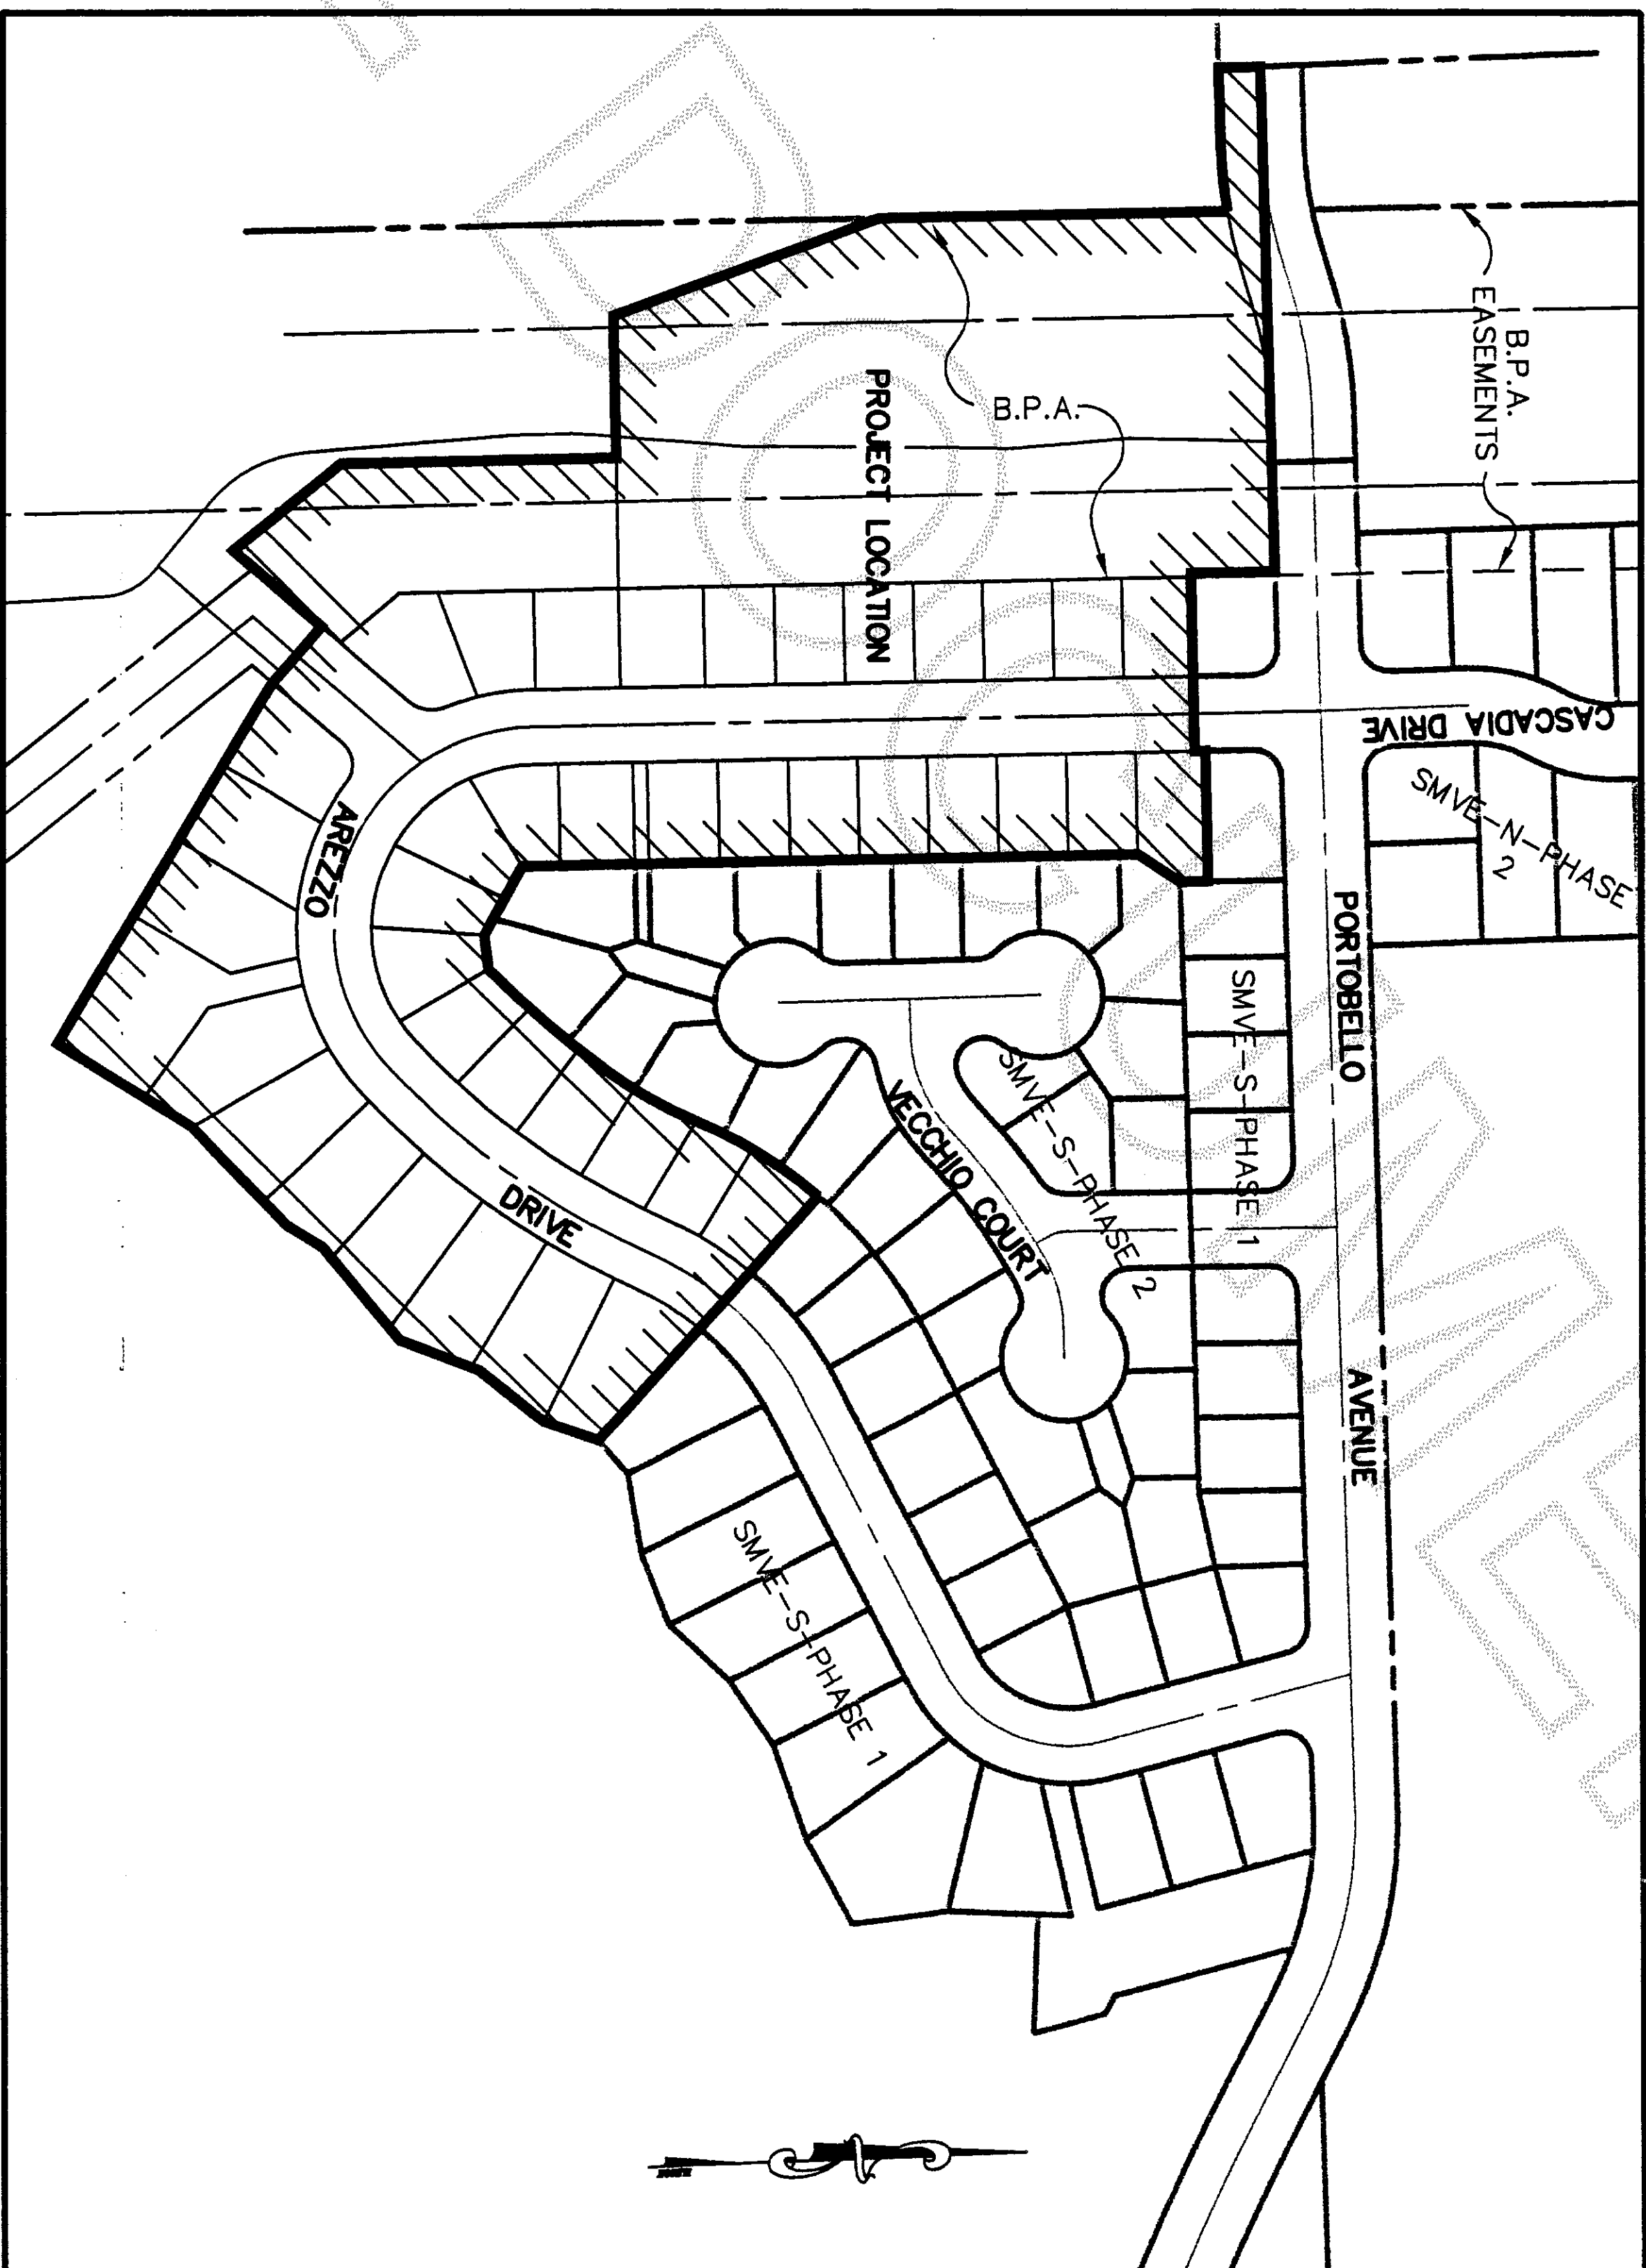 B.P.A.
EASEMENTS
CASCADIA DRIVE
SMVE-N-PHASE
2
B.P.A.
PROJECT LOCATION
PORTOBELLO
AVENUE
SMVE-S-PHASE 1
SMVE-S-PHASE 2
VECCHIO COURT
AREZZO
DRIVE
SMVE-S-PHASE 1